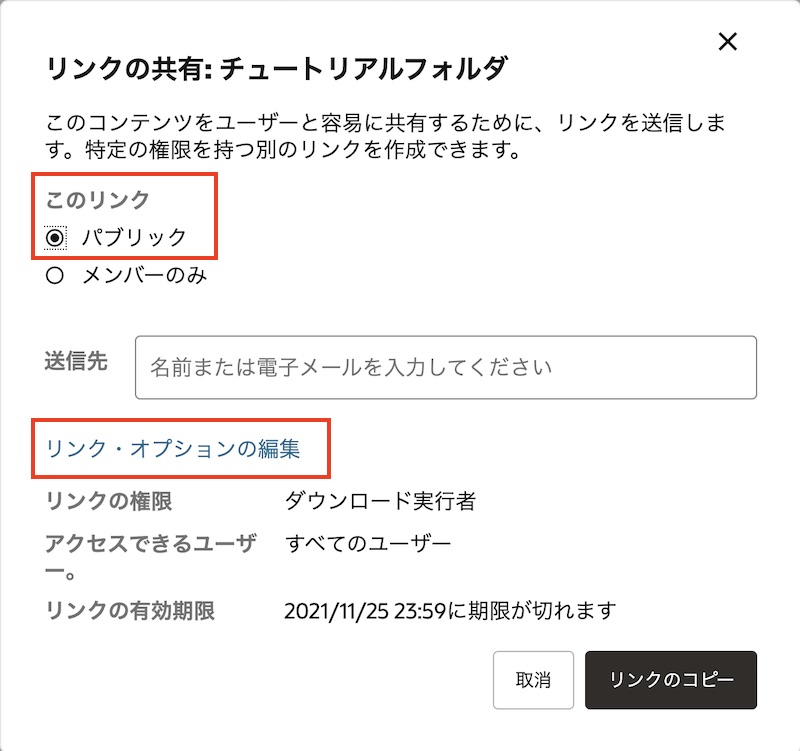 リンクの共有: チュートリアルフォルダ
このコンテンツをユーザーと容易に共有するために、リンクを送信しま
す。特定の権限を持つ別のリンクを作成できます。
このリンク
パブリック
メンバーのみ
送信先 名前または電子メールを入力してください
リンク・オプションの編集
リンクの権限 ダウンロード実行者
アクセスできるユーザ すべてのユーザー
ー。
リンクの有効期限 2021/11/25 23:59に期限が切れます
取消 リンクのコピー